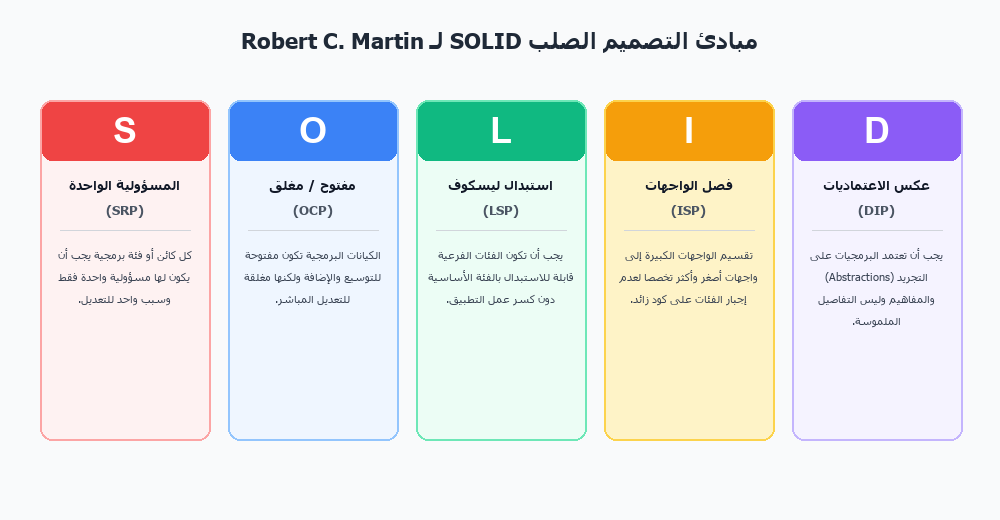 مبادئ التصميم الصلب SOLID لـ Robert C. Martin
S
المسؤولية الواحدة
(SRP)
كل كائن أو فئة برمجية يجب أن
يكون لها مسؤولية واحدة فقط
وسبب واحد للتعديل.
O
مفتوح / مغلق
(OCP)
الكيانات البرمجية تكون مفتوحة
للتوسيع والإضافة ولكنها مغلقة
للتعديل المباشر.
L
استبدال ليسكوف
(LSP)
يجب أن تكون الفئات الفرعية
قابلة للاستبدال بالفئة الأساسية
دون كسر عمل التطبيق.
I
فصل الواجهات
(ISP)
تقسيم الواجهات الكبيرة إلى
واجهات أصغر وأكثر تخصصا لعدم
إجبار الفئات على كود زائد.
D
عكس الاعتماديات
(DIP)
يجب أن تعتمد البرمجيات على
التجريد (Abstractions)
والمفاهيم وليس التفاصيل
الملموسة.